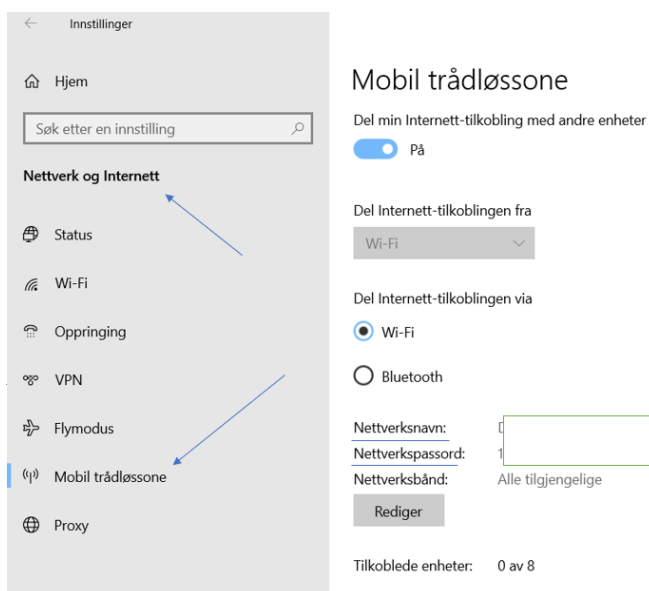 Innstillinger
Hjem
Søk etter en innstilling
Nettverk og Internett
Status
Wi-Fi
Oppringing
VPN
Flymodus
Mobil trådløssone
Proxy
Mobil trådløssone
Del min Internett-tilkobling med andre enheter
På
Del Internett-tilkoblingen fra
Wi-Fi
Del Internett-tilkoblingen via
Wi-Fi
Bluetooth
Nettverksnavn:
Nettverkspassord: 1
Nettverksbånd: Alle tilgjengelige
Rediger
Tilkoblede enheter: 0 av 8